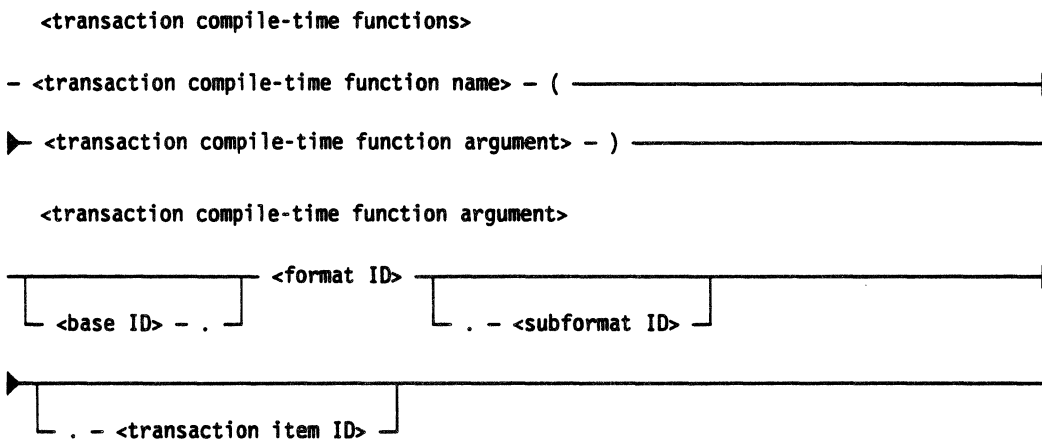 <transaction compile-time functions>
- <transaction compile-time function name> - (
- <transaction compile-time function argument> - )
<transaction compile-time function argument>
<format ID>
<base ID> - .
. - <subformat ID>
. - <transaction item ID>